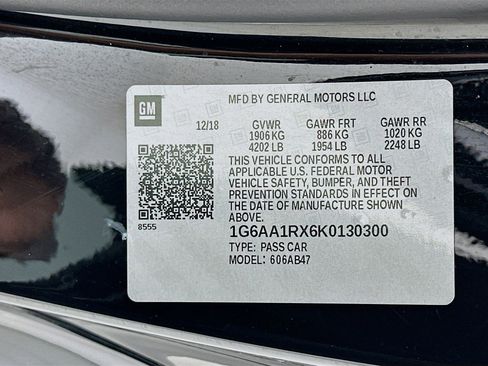 GM
MFD BY GENERAL MOTORS LLC
12/18 GVWR GAWR FRT GAWR RR
1906 KG 886 KG 1020 KG
4202 LB 1954 LB 2248 LB
THIS VEHICLE CONFORMS TO ALL
APPLICABLE U.S. FEDERAL MOTOR
VEHICLE SAFETY, BUMPER, AND THEFT
PREVENTION STANDARDS IN EFFECT ON
THE DATE OF MANUFACTURE SHOWN
ABOVE.
8555
1G6AA1RX6K0130300
TYPE: PASS CAR
MODEL: 606AB47